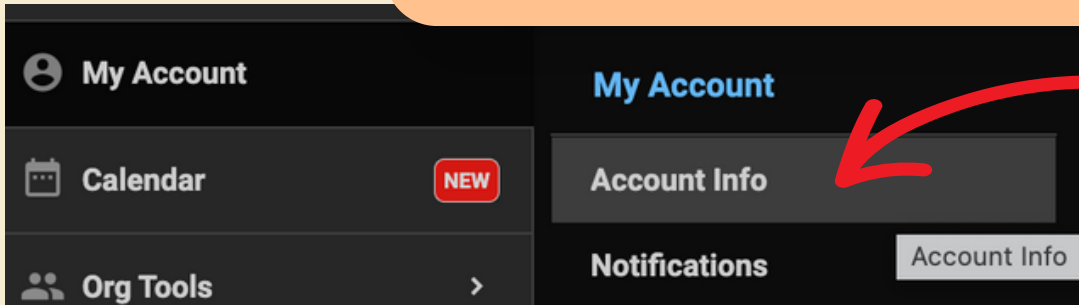 My Account
Calendar
NEW
Org Tools
My Account
Account Info
Notifications
Account Info